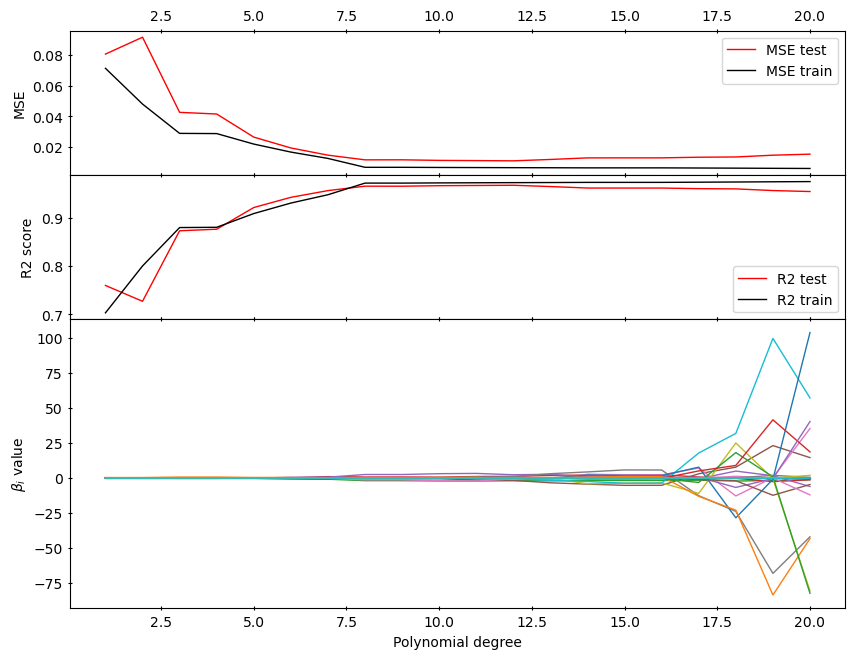 2.5 5.0 7.5 10.0 12.5 15.0 17.5 20.0
0.08
0.06
0.04
0.02
MSE
MSE test
MSE train
0.9
0.8
0.7
R2 score
R2 test
R2 train
100
75
50
25
0
−25
−50
−75
βi value
2.5 5.0 7.5 10.0 12.5 15.0 17.5 20.0
Polynomial degree